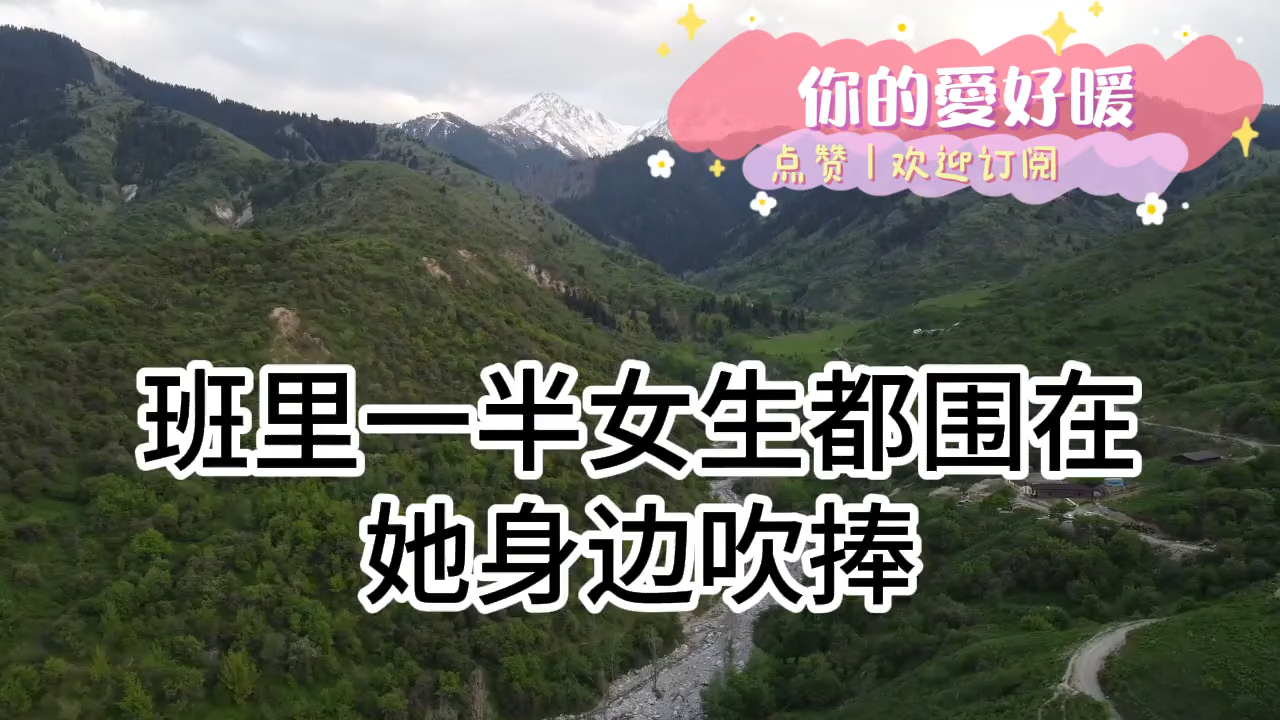 你的愛好暖
点赞 | 欢迎订阅
班里一半女生都围在
她身边吹捧